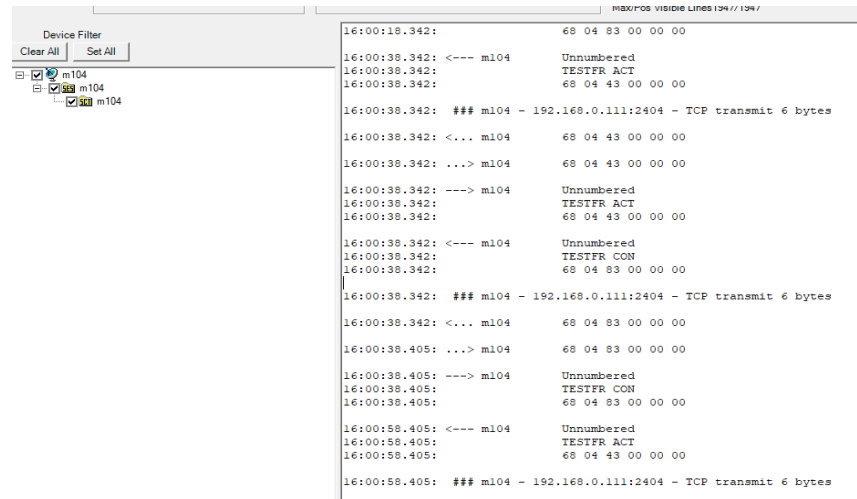 Max/Pos Visible Lines 1947/1947
Device Filter
Clear All Set All
m104
SES m104
SCT m104
16:00:18.342: 68 04 83 00 00 00
16:00:38.342: <--- m104 Unnumbered
16:00:38.342: TESTFR ACT
16:00:38.342: 68 04 43 00 00 00
16:00:38.342: ### m104 - 192.168.0.111:2404 - TCP transmit 6 bytes
16:00:38.342: <... m104 68 04 43 00 00 00
16:00:38.342: ...> m104 68 04 43 00 00 00
16:00:38.342: ---> m104 Unnumbered
16:00:38.342: TESTFR ACT
16:00:38.342: 68 04 43 00 00 00
16:00:38.342: <--- m104 Unnumbered
16:00:38.342: TESTFR CON
16:00:38.342: 68 04 83 00 00 00
16:00:38.342: ### m104 - 192.168.0.111:2404 - TCP transmit 6 bytes
16:00:38.342: <... m104 68 04 83 00 00 00
16:00:38.405: ...> m104 68 04 83 00 00 00
16:00:38.405: ---> m104 Unnumbered
16:00:38.405: TESTFR CON
16:00:38.405: 68 04 83 00 00 00
16:00:58.405: <--- m104 Unnumbered
16:00:58.405: TESTFR ACT
16:00:58.405: 68 04 43 00 00 00
16:00:58.405: ### m104 - 192.168.0.111:2404 - TCP transmit 6 bytes